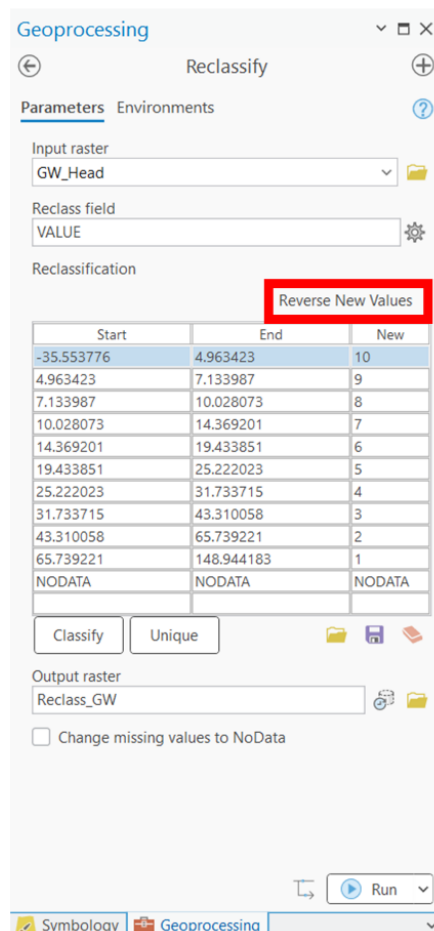 Geoprocessing
Reclassify
Parameters Environments
Input raster
GW_Head
Reclass field
VALUE
Reclassification
Reverse New Values
Start End New
-35.553776 4.963423 10
4.963423 7.133987 9
7.133987 10.028073 8
10.028073 14.369201 7
14.369201 19.433851 6
19.433851 25.222023 5
25.222023 31.733715 4
31.733715 43.310058 3
43.310058 65.739221 2
65.739221 148.944183 1
NODATA NODATA NODATA
Classify Unique
Output raster
Reclass_GW
Change missing values to NoData
Run
Symbology Geoprocessing